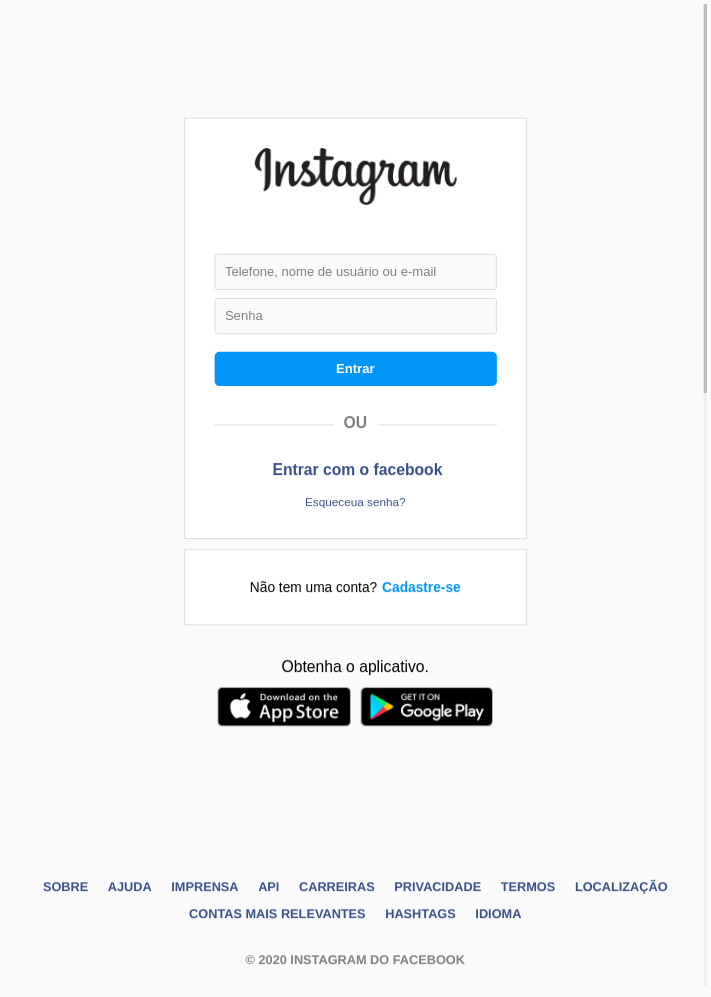 Instagram
Telefone, nome de usuário ou e-mail
Senha
Entrar
OU
Entrar com o facebook
Esqueceua senha?
Não tem uma conta? Cadastre-se
Obtenha o aplicativo.
Download on the
App Store
GET IT ON
Google Play
SOBRE AJUDA IMPRENSA API CARREIRAS PRIVACIDADE TERMOS LOCALIZAÇÃO
CONTAS MAIS RELEVANTES HASHTAGS IDIOMA
© 2020 INSTAGRAM DO FACEBOOK